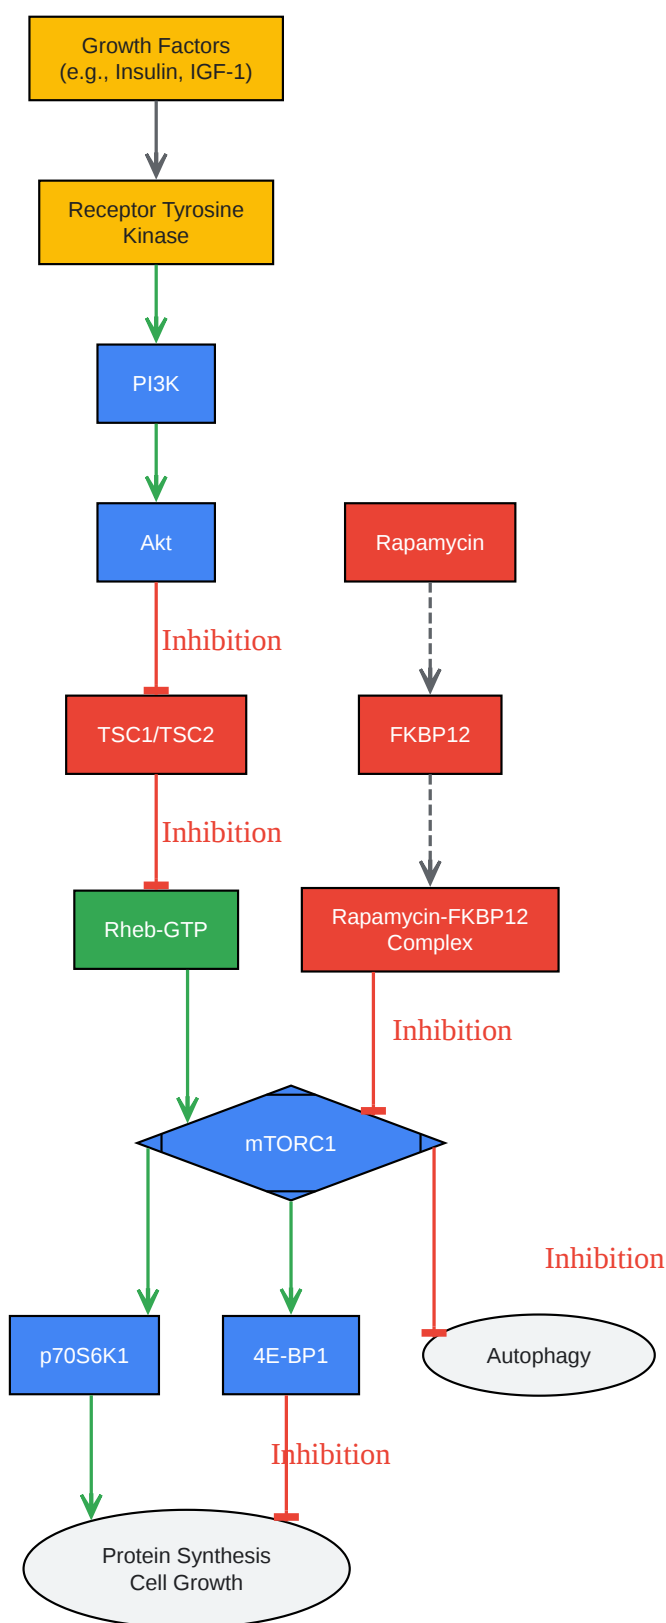 Growth Factors
(e.g., Insulin, IGF-1)
Receptor Tyrosine
Kinase
PI3K
Akt
Rapamycin
Inhibition
TSC1/TSC2
FKBP12
Inhibition
Rheb-GTP
Rapamycin-FKBP12
Complex
Inhibition
mTORC1
Inhibition
p70S6K1
4E-BP1
Autophagy
Inhibition
Protein Synthesis
Cell Growth